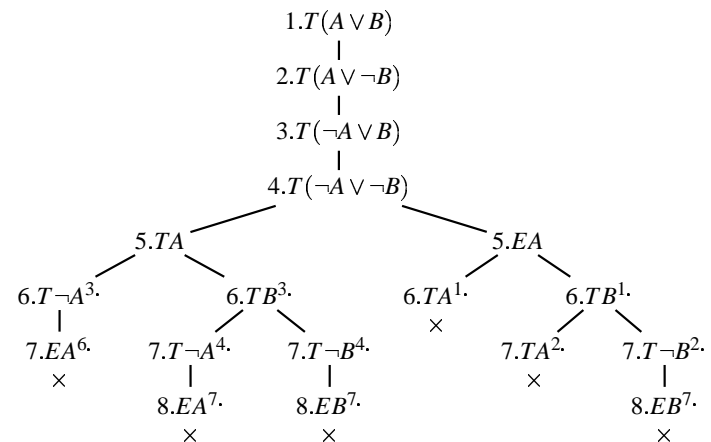 1.T(A ∨ B)
2.T(A ∨ ¬B)
3.T(¬A ∨ B)
4.T(¬A ∨ ¬B)
5.TA 5.EA
6.T¬A³· 6.TB³· 6.TA¹· 6.TB¹·
×
7.EA⁶· 7.T¬A⁴· 7.T¬B⁴· 7.TA²· 7.T¬B²·
× ×
8.EA⁷· 8.EB⁷· 8.EB⁷·
× × ×